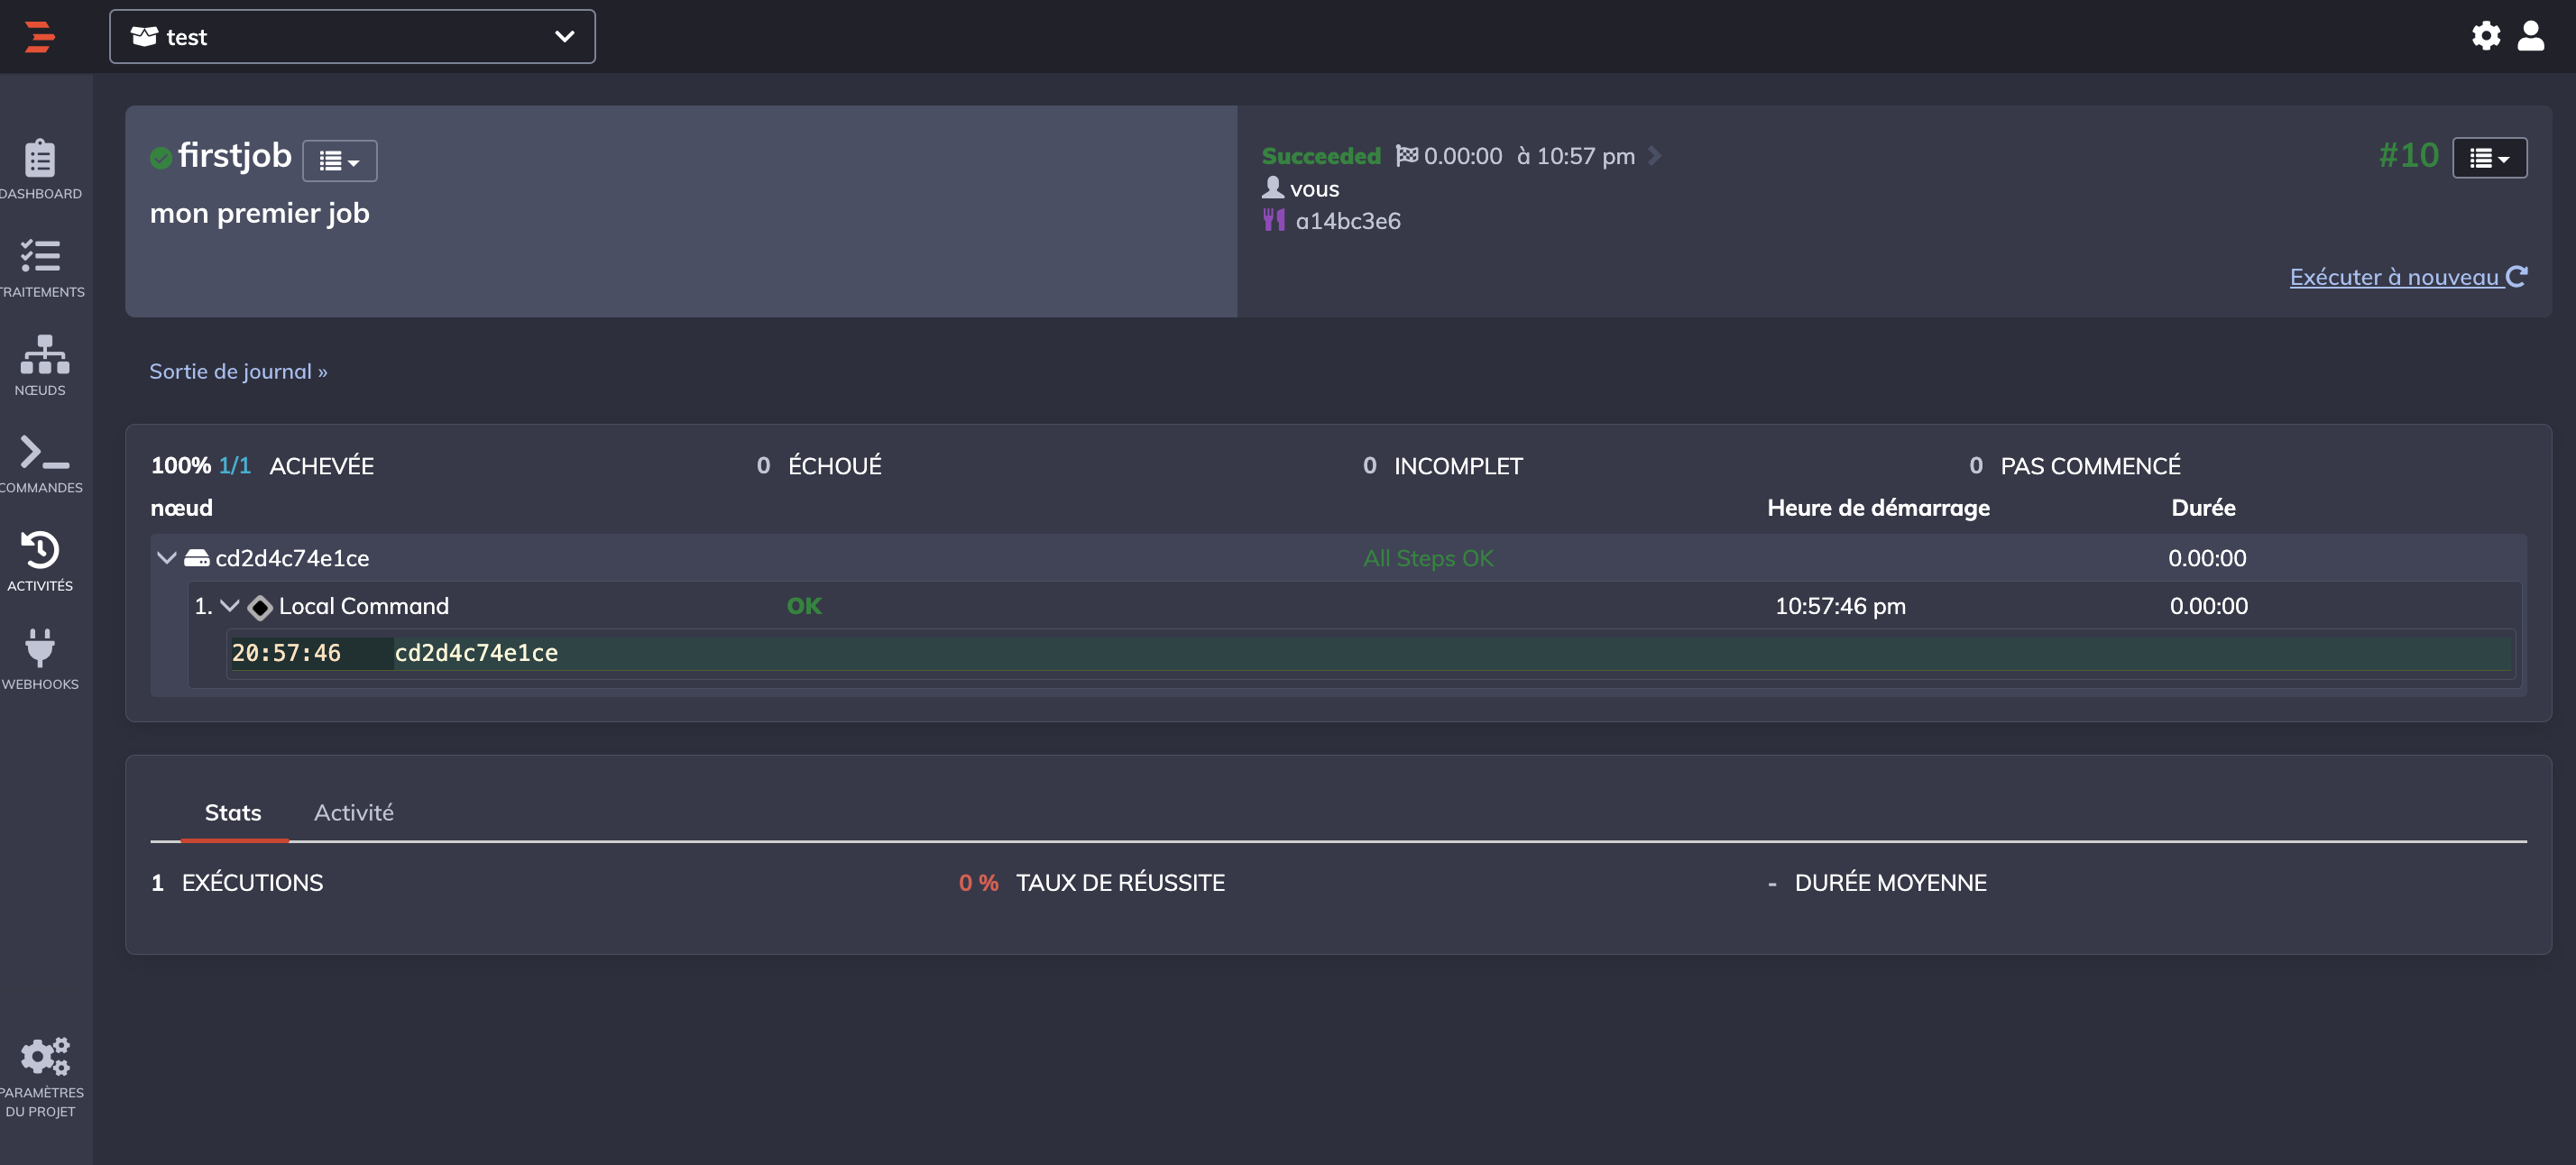 test
DASHBOARD
TRAITEMENTS
NŒUDS
COMMANDES
ACTIVITÉS
WEBHOOKS
PARAMÈTRES
DU PROJET
firstjob
mon premier job
Succeeded 0.00:00 à 10:57 pm
vous
a14bc3e6
#10
Exécuter à nouveau
Sortie de journal »
100% 1/1 ACHEVÉE 0 ÉCHOUÉ 0 INCOMPLET 0 PAS COMMENCÉ
nœud Heure de démarrage Durée
cd2d4c74e1ce All Steps OK 0.00:00
1. Local Command OK 10:57:46 pm 0.00:00
20:57:46 cd2d4c74e1ce
Stats Activité
1 EXÉCUTIONS 0 % TAUX DE RÉUSSITE - DURÉE MOYENNE